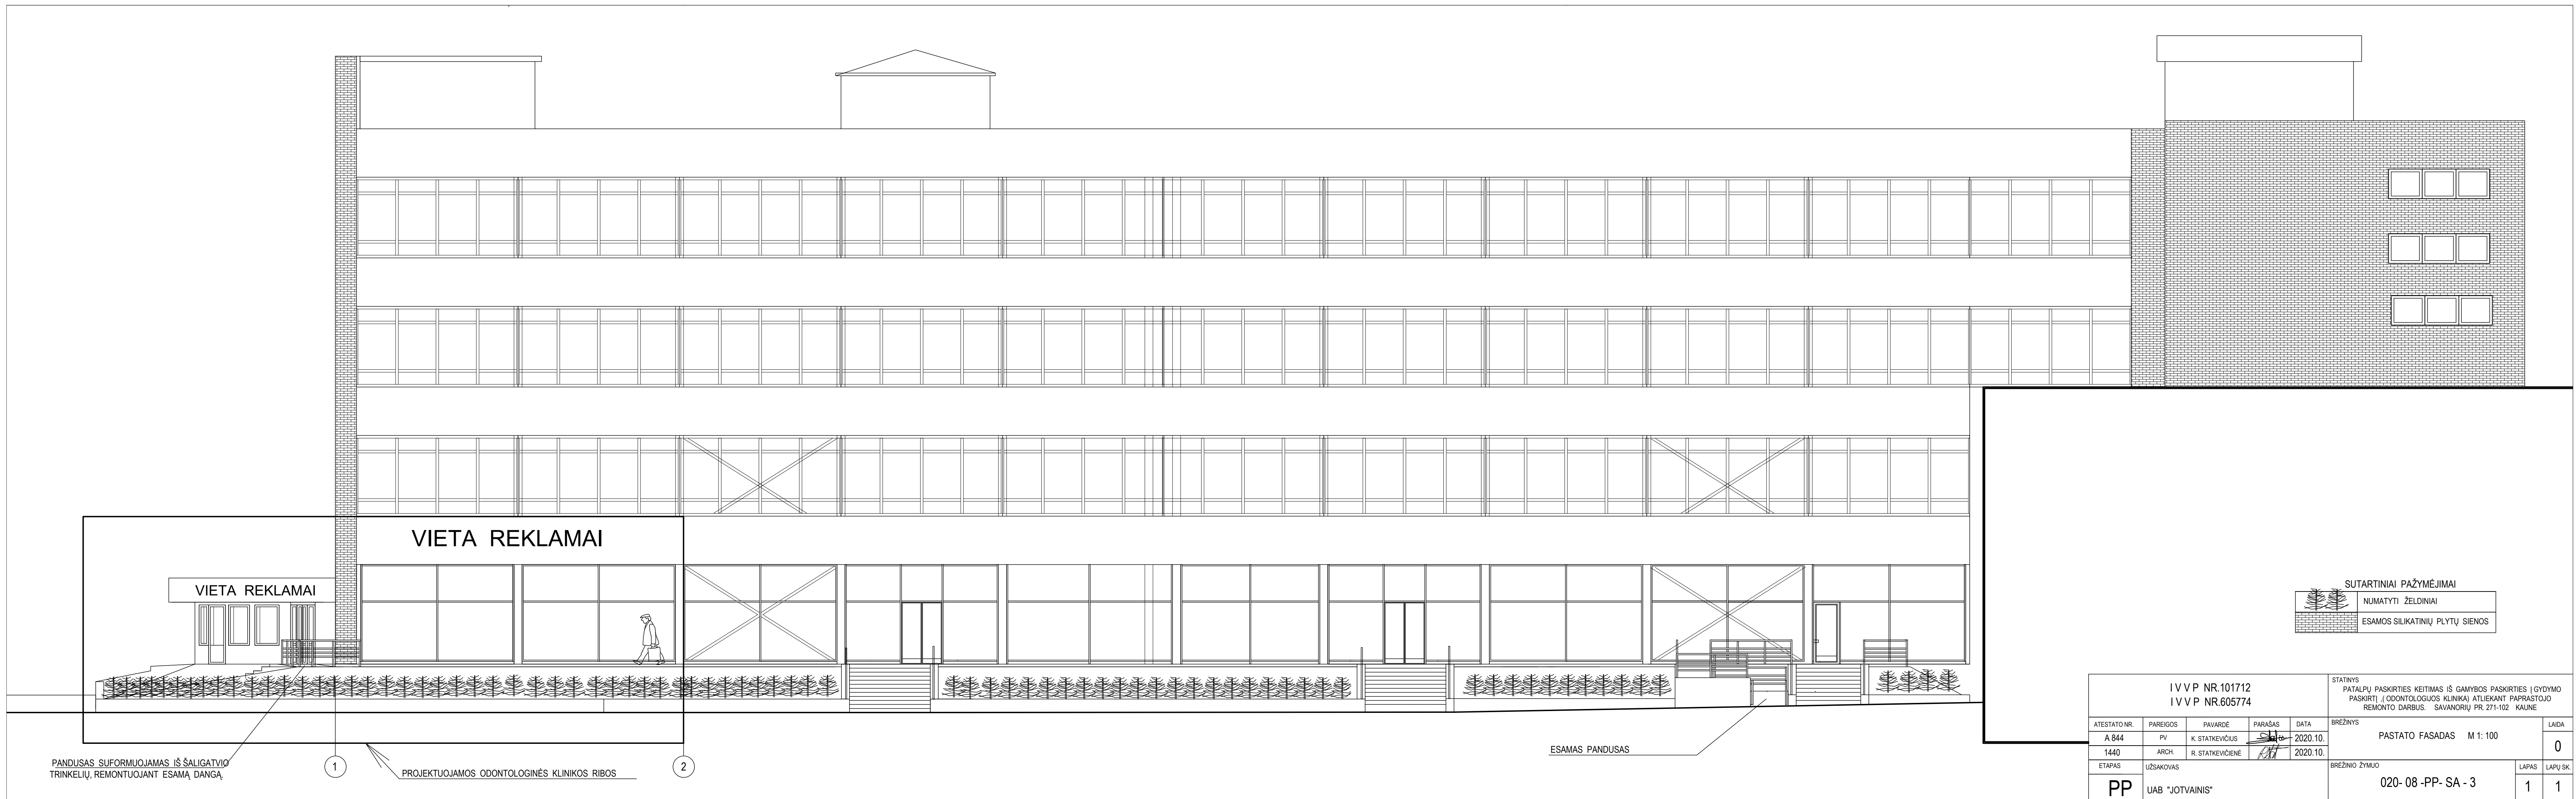 VIETA REKLAMAI
VIETA REKLAMAI
PANDUSAS SUFORMUOJAMAS IŠ ŠALIGATVIO
TRINKELIŲ, REMONTUOJANT ESAMĄ DANGĄ.
1
PROJEKTUOJAMOS ODONTOLOGINĖS KLINIKOS RIBOS
2
ESAMAS PANDUSAS
SUTARTINIAI PAŽYMĖJIMAI
NUMATYTI ŽELDINIAI
ESAMOS SILIKATINIŲ PLYTŲ SIENOS
I V V P NR.101712
I V V P NR.605774
STATINYS
PATALPŲ PASKIRTIES KEITIMAS IŠ GAMYBOS PASKIRTIES Į GYDYMO
PASKIRTĮ ,( ODONTOLOGIJOS KLINIKA) ATLIEKANT PAPRASTOJO
REMONTO DARBUS. SAVANORIŲ PR. 271-102 KAUNE
ATESTATO NR. PAREIGOS PAVARDĖ PARAŠAS DATA
A 844 PV K. STATKEVIČIUS 2020.10.
1440 ARCH. R. STATKEVIČIENĖ 2020.10.
BRĖŽINYS
PASTATO FASADAS M 1: 100
LAIDA
0
ETAPAS
PP
UŽSAKOVAS
UAB "JOTVAINIS"
BRĖŽINIO ŽYMUO
020- 08 -PP- SA - 3
LAPAS LAPŲ SK.
1 1